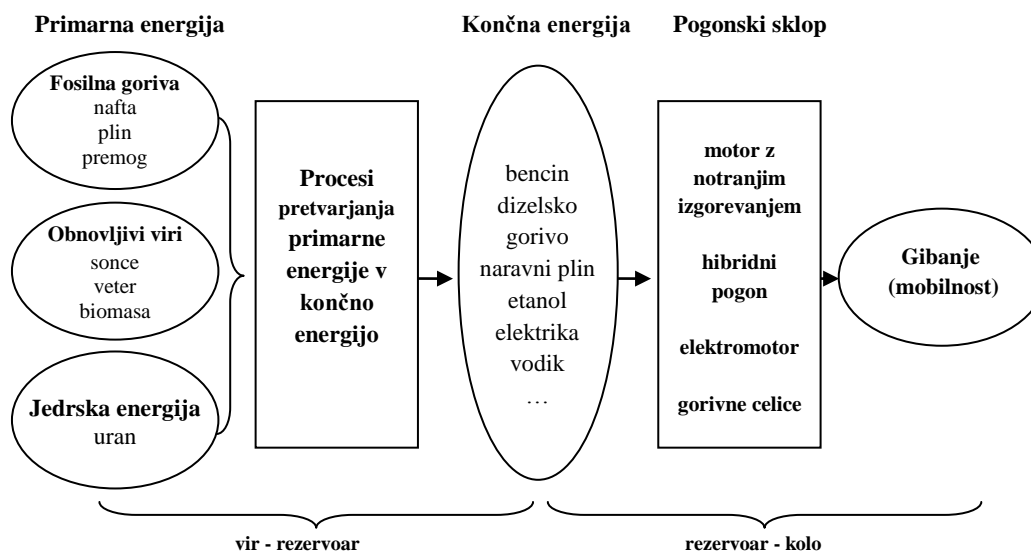 Primarna energija
Končna energija
Pogonski sklop
Fosilna goriva
nafta
plin
premog
Obnovljivi viri
sonce
veter
biomasa
Jedrska energija
uran
Procesi
pretvarjanja
primarne
energije v
končno
energijo
bencin
dizelsko
gorivo
naravni plin
etanol
elektrika
vodik
…
motor z
notranjim
izgorevanjem
hibridni
pogon
elektromotor
gorivne celice
Gibanje
(mobilnost)
vir - rezervoar
rezervoar - kolo